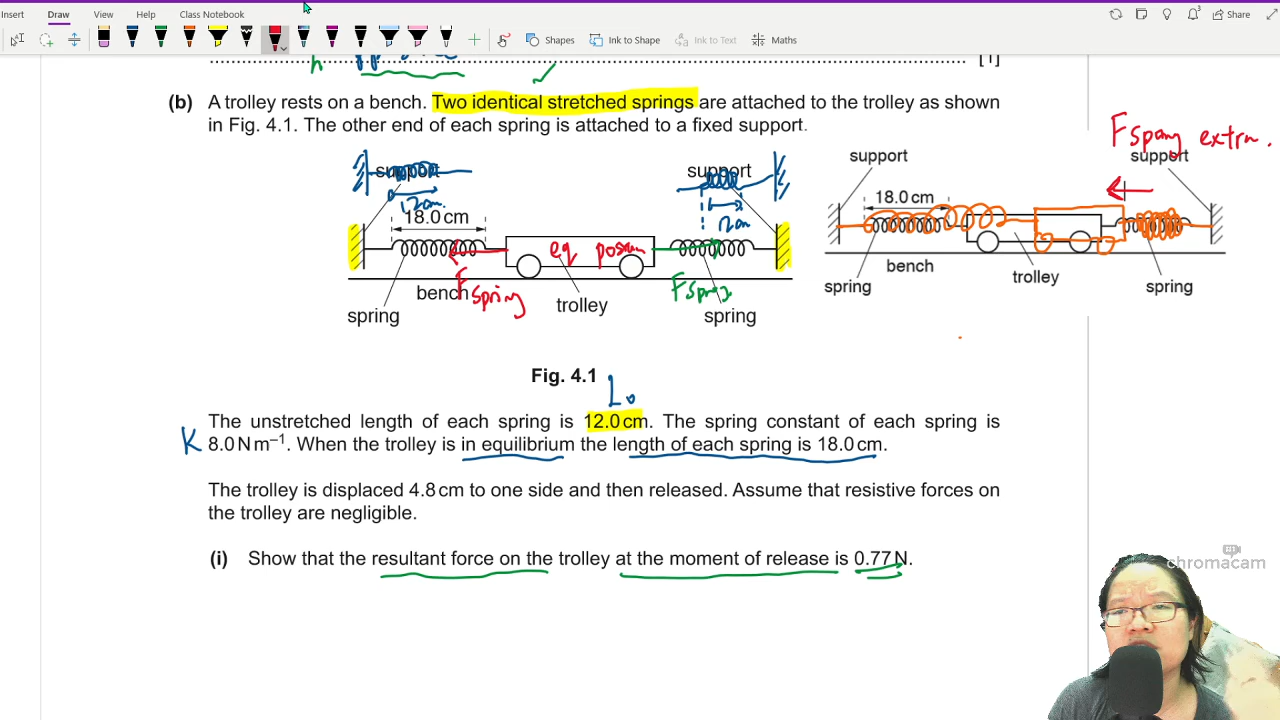 Insert Draw View Help Class Notebook Share
Shapes Ink to Shape Ink to Text Maths
[1]
(b) A trolley rests on a bench. Two identical stretched springs are attached to the trolley as shown
in Fig. 4.1. The other end of each spring is attached to a fixed support.
Fspring extra.
support support support support
12cm. 18.0 cm 12cm 18.0 cm
eq
Fspring Fspring
bench trolley bench trolley
spring spring spring spring
Fig. 4.1
Lo
The unstretched length of each spring is 12.0 cm. The spring constant of each spring is
K 8.0 N m⁻¹. When the trolley is in equilibrium the length of each spring is 18.0 cm.
The trolley is displaced 4.8 cm to one side and then released. Assume that resistive forces on
the trolley are negligible.
(i) Show that the resultant force on the trolley at the moment of release is 0.77 N.
chromacam